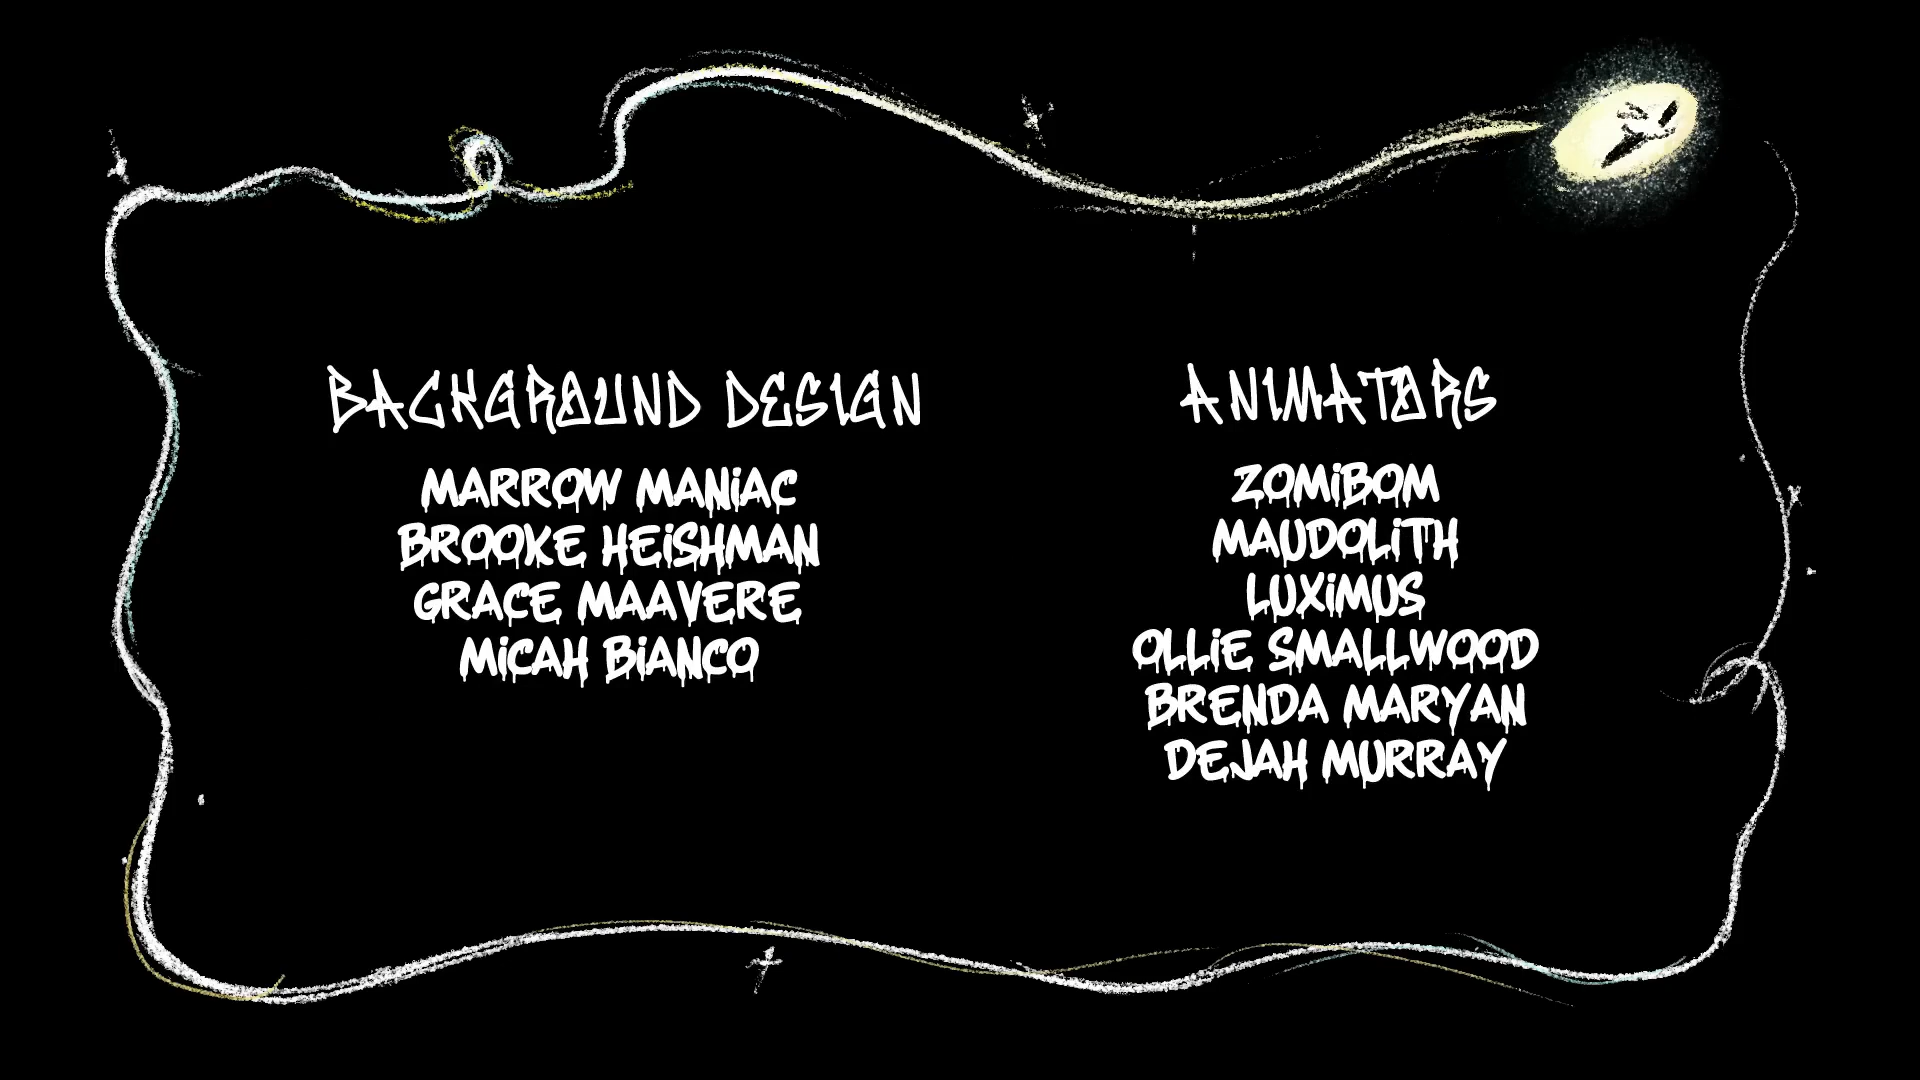 BACKGROUND DESIGN
MARROW MANiAC
BROOKE HEiSHMAN
GRACE MAAVERE
MiCAH BiANCO
ANIMATORS
ZOMiBOM
MAUDOLiTH
LUXiMUS
OLLiE SMALLWOOD
BRENDA MARYAN
DEJAH MURRAY